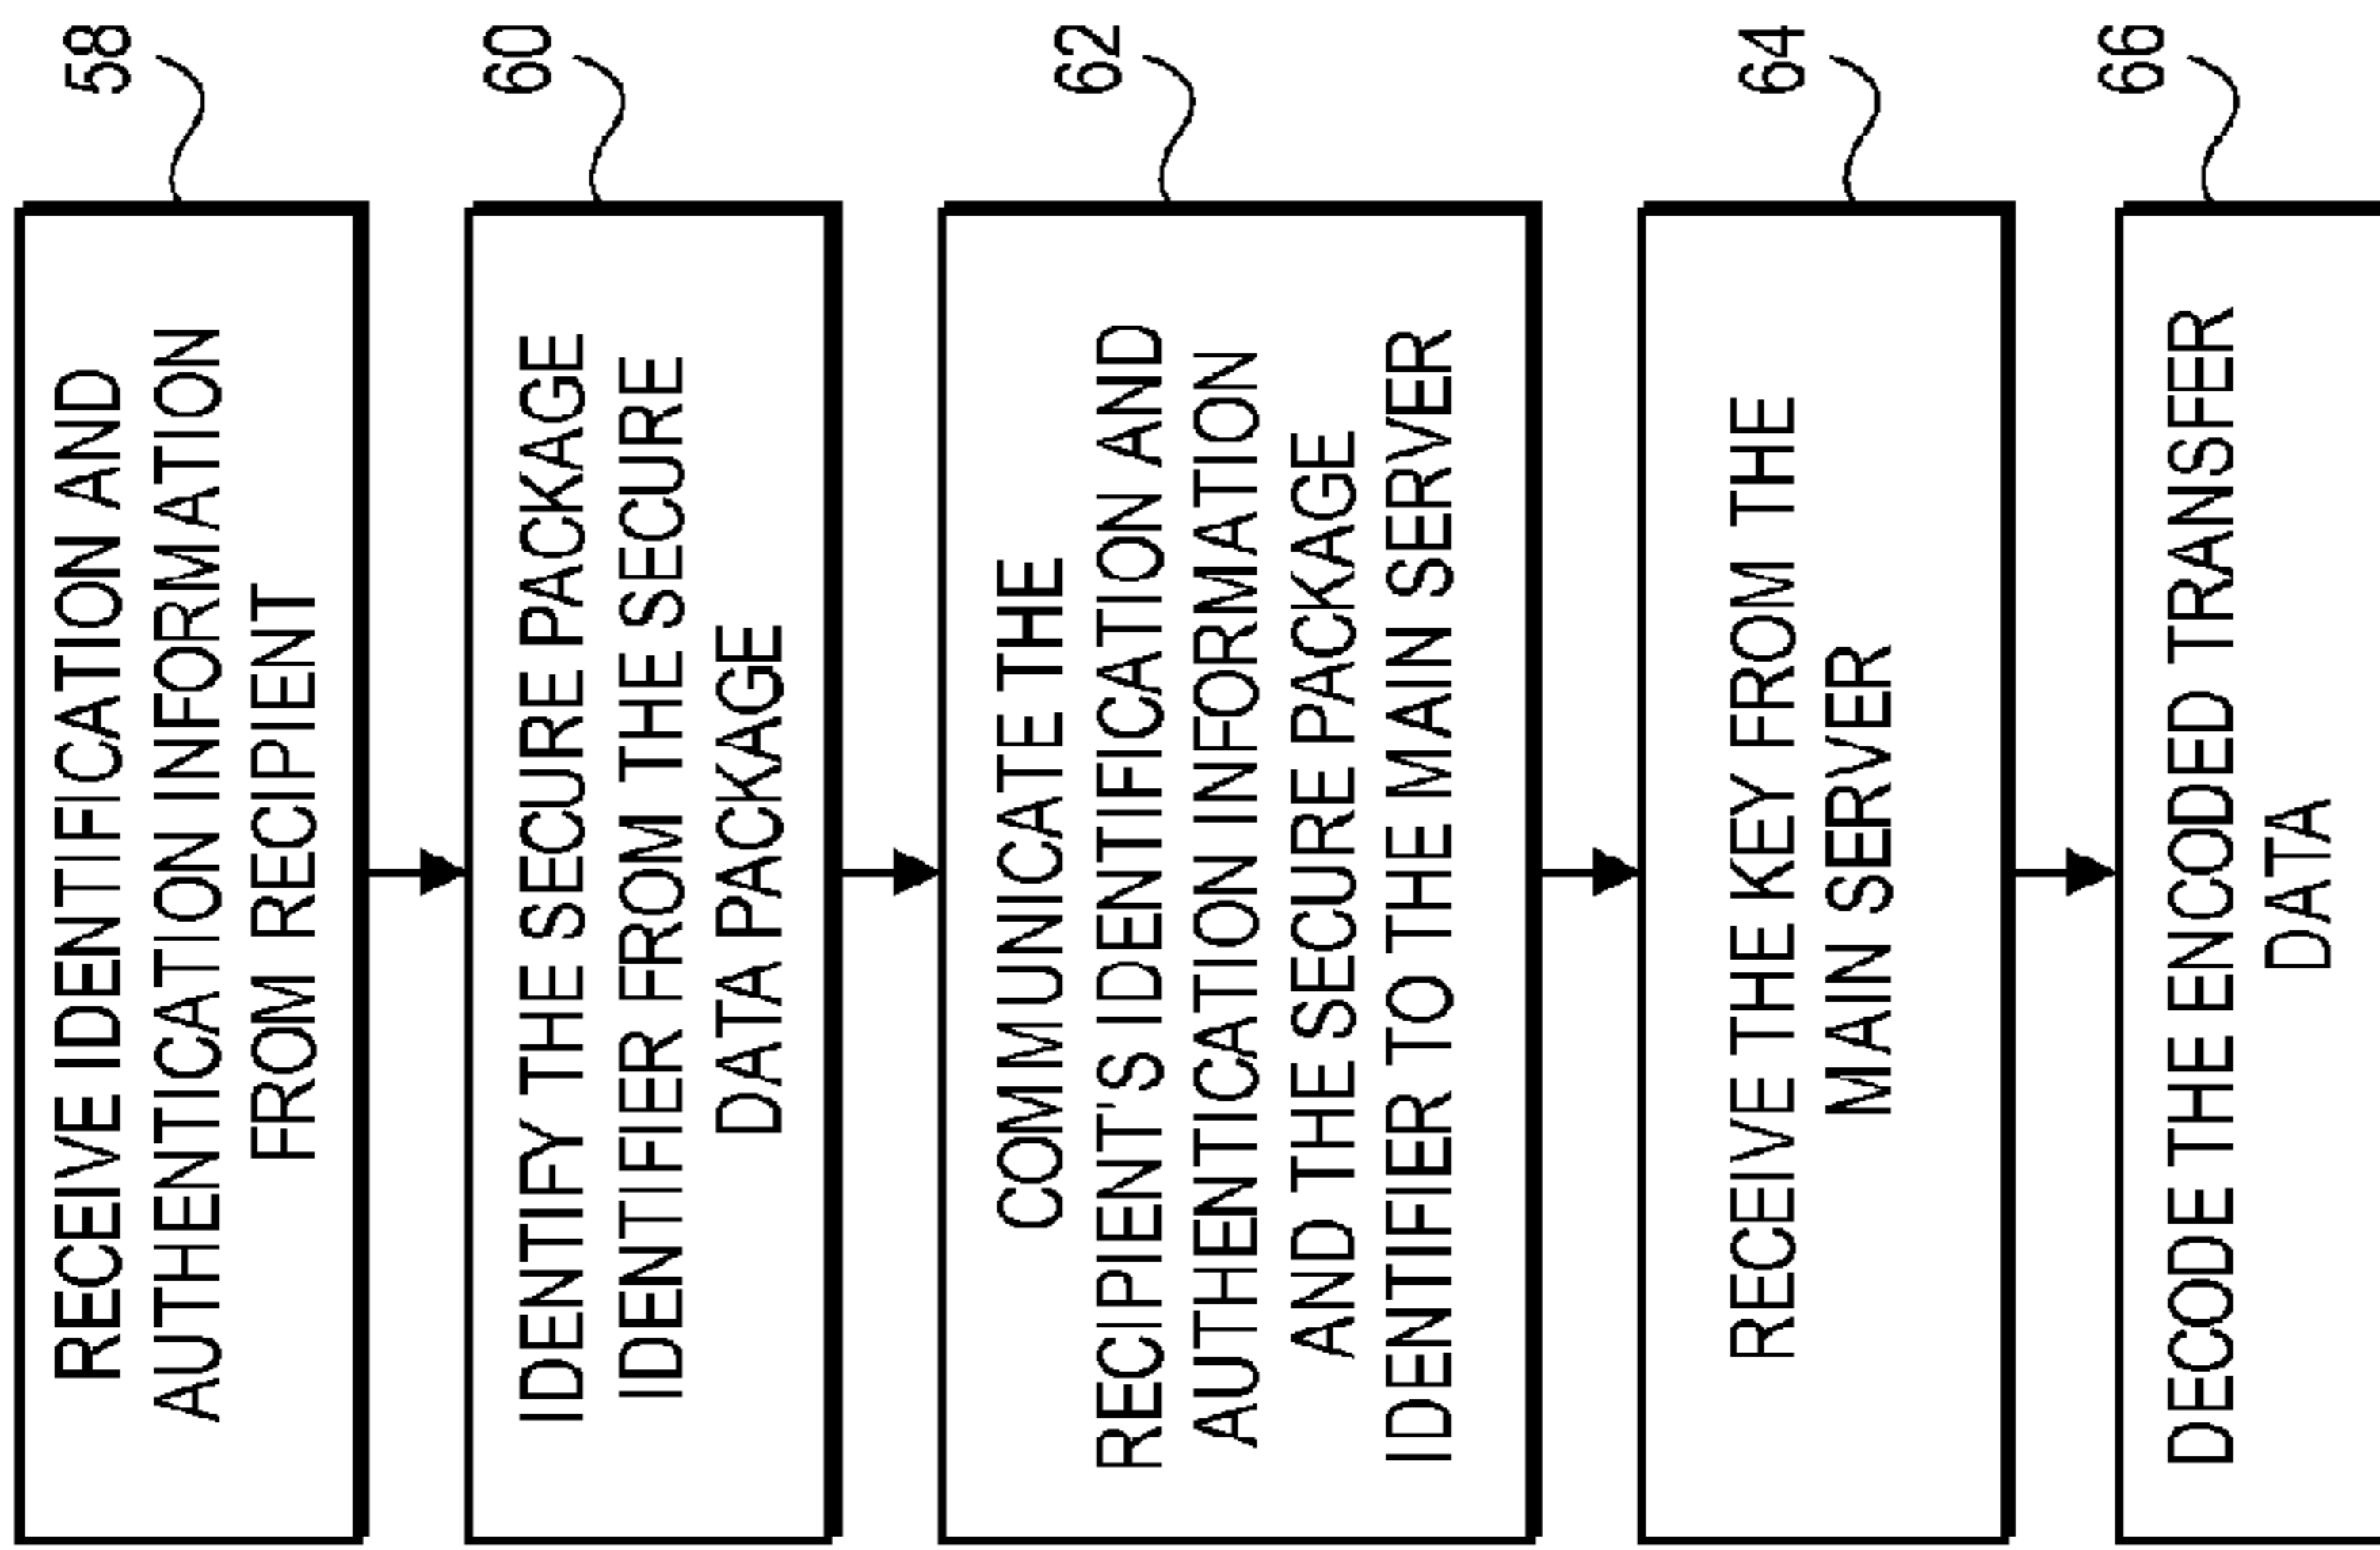 58
RECEIVE IDENTIFICATION AND
AUTHENTICATION INFORMATION
FROM RECIPIENT
60
IDENTIFY THE SECURE PACKAGE
IDENTIFIER FROM THE SECURE
DATA PACKAGE
62
COMMUNICATE THE
RECIPIENT'S IDENTIFICATION AND
AUTHENTICATION INFORMATION
AND THE SECURE PACKAGE
IDENTIFIER TO THE MAIN SERVER
64
RECEIVE THE KEY FROM THE
MAIN SERVER
66
DECODE THE ENCODED TRANSFER
DATA